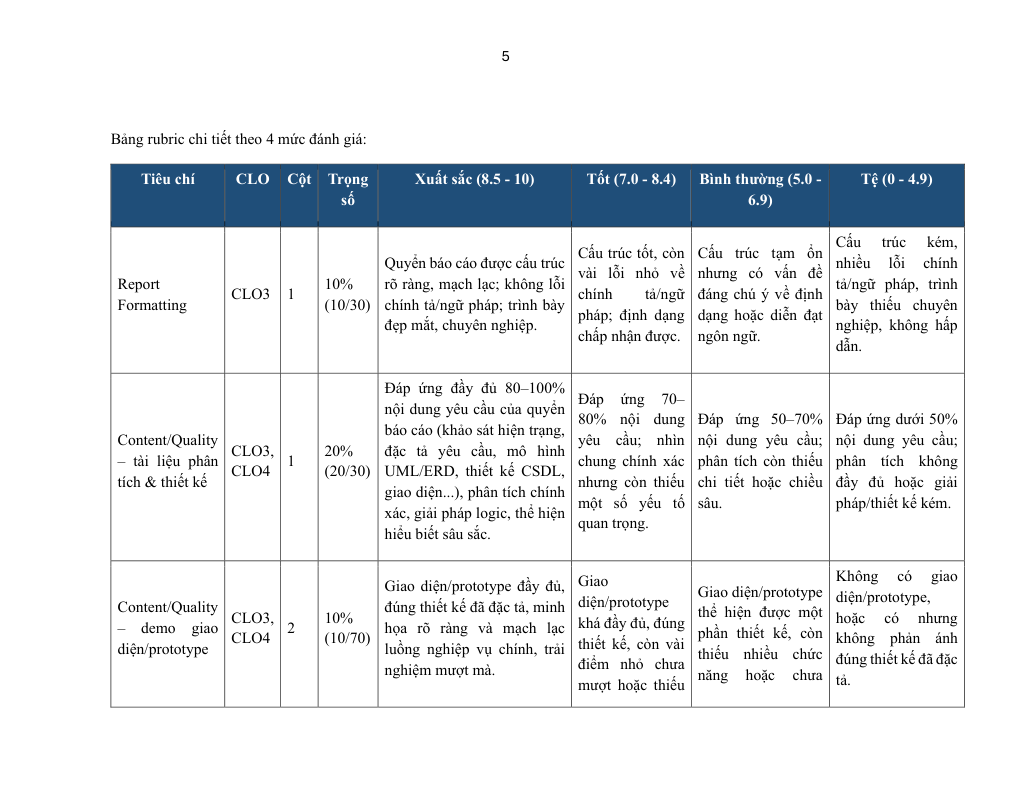 5
Bảng rubric chi tiết theo 4 mức đánh giá:
Tiêu chí
CLO
Cột
Trọng
số
Xuất sắc (8.5 - 10)
Tốt (7.0 - 8.4)
Bình thường (5.0 -
6.9)
Tệ (0 - 4.9)
Report
Formatting
CLO3
1
10%
(10/30)
Quyển báo cáo được cấu trúc
rõ ràng, mạch lạc; không lỗi
chính tả/ngữ pháp; trình bày
đẹp mắt, chuyên nghiệp.
Cấu trúc tốt, còn
vài lỗi nhỏ về
chính tả/ngữ
pháp; định dạng
chấp nhận được.
Cấu trúc tạm ổn
nhưng có vấn đề
đáng chú ý về định
dạng hoặc diễn đạt
ngôn ngữ.
Cấu trúc kém,
nhiều lỗi chính
tả/ngữ pháp, trình
bày thiếu chuyên
nghiệp, không hấp
dẫn.
Content/Quality
– tài liệu phân
tích & thiết kế
CLO3,
CLO4
1
20%
(20/30)
Đáp ứng đầy đủ 80–100%
nội dung yêu cầu của quyển
báo cáo (khảo sát hiện trạng,
đặc tả yêu cầu, mô hình
UML/ERD, thiết kế CSDL,
giao diện...), phân tích chính
xác, giải pháp logic, thể hiện
hiểu biết sâu sắc.
Đáp ứng 70–
80% nội dung
yêu cầu; nhìn
chung chính xác
nhưng còn thiếu
một số yếu tố
quan trọng.
Đáp ứng 50–70%
nội dung yêu cầu;
phân tích còn thiếu
chi tiết hoặc chiều
sâu.
Đáp ứng dưới 50%
nội dung yêu cầu;
phân tích không
đầy đủ hoặc giải
pháp/thiết kế kém.
Content/Quality
– demo giao
diện/prototype
CLO3,
CLO4
2
10%
(10/70)
Giao diện/prototype đầy đủ,
đúng thiết kế đã đặc tả, minh
họa rõ ràng và mạch lạc
luồng nghiệp vụ chính, trải
nghiệm mượt mà.
Giao
diện/prototype
khá đầy đủ, đúng
thiết kế, còn vài
điểm nhỏ chưa
mượt hoặc thiếu
Giao diện/prototype
thể hiện được một
phần thiết kế, còn
thiếu nhiều chức
năng hoặc chưa
Không có giao
diện/prototype,
hoặc có nhưng
không phản ánh
đúng thiết kế đã đặc
tả.